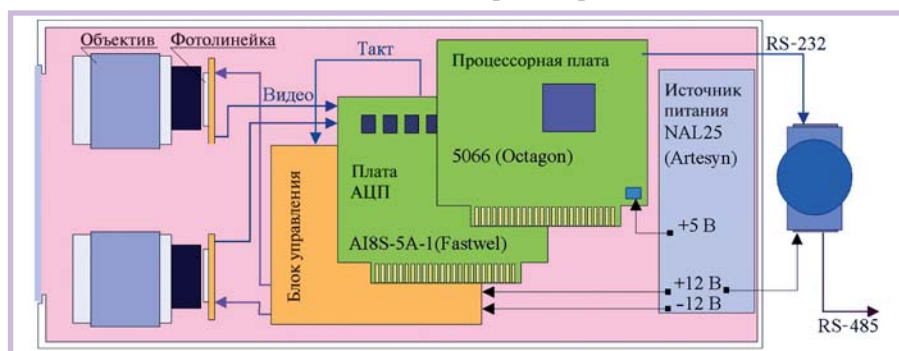 Объектив
Фотолинейка
Такт
Видео
Процессорная плата
5066 (Octagon)
RS-232
Источник
питания
NAL25
(Artesyn)
Плата
АЦП
AI8S-5A-1(Fastwel)
Блок управления
+5 В
+12 В
–12 В
RS-485